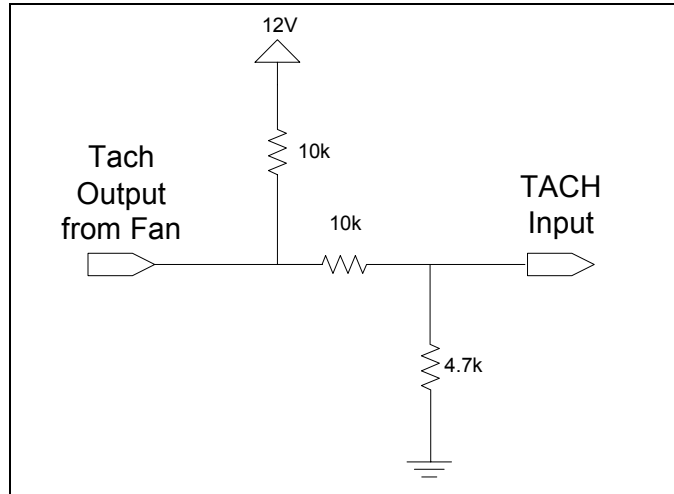 12V
10k
Tach
Output
from Fan
10k
TACH
Input
4.7k